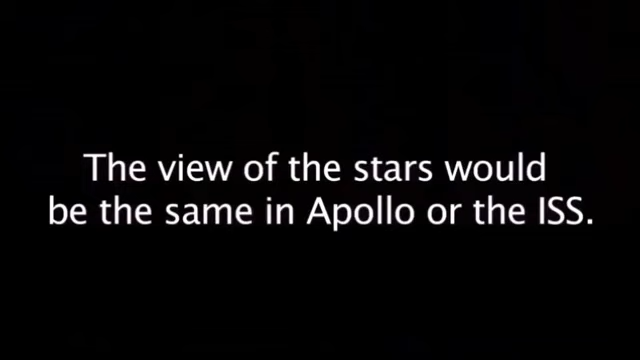 The view of the stars would
be the same in Apollo or the ISS.